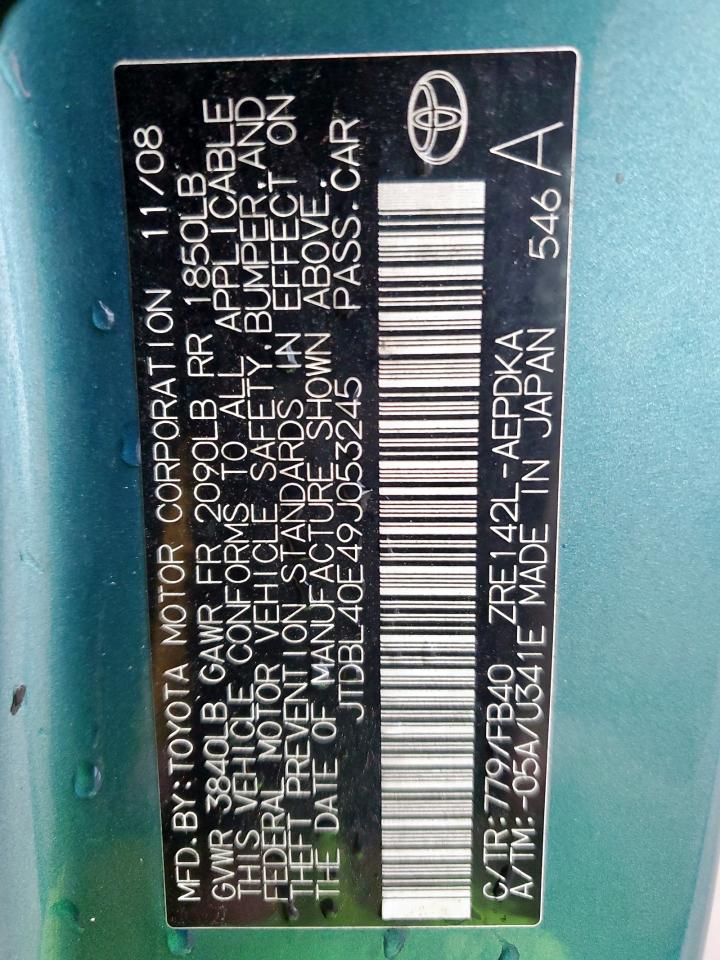 MFD.BY:TOYOTA MOTOR CORPORATION 11/08
GVWR 3840LB GAWR FR 2090LB RR 1850LB
THIS VEHICLE CONFORMS TO ALL APPLICABLE
FEDERAL MOTOR VEHICLE SAFETY,BUMPER,AND
THEFT PREVENTION STANDARDS IN EFFECT ON
THE DATE OF MANUFACTURE SHOWN ABOVE.
JTDBL40E49J053245 PASS.CAR
C/TR:779/FB40 ZRE142L-AEPDKA
A/TM:-05A/U341E MADE IN JAPAN 546 A